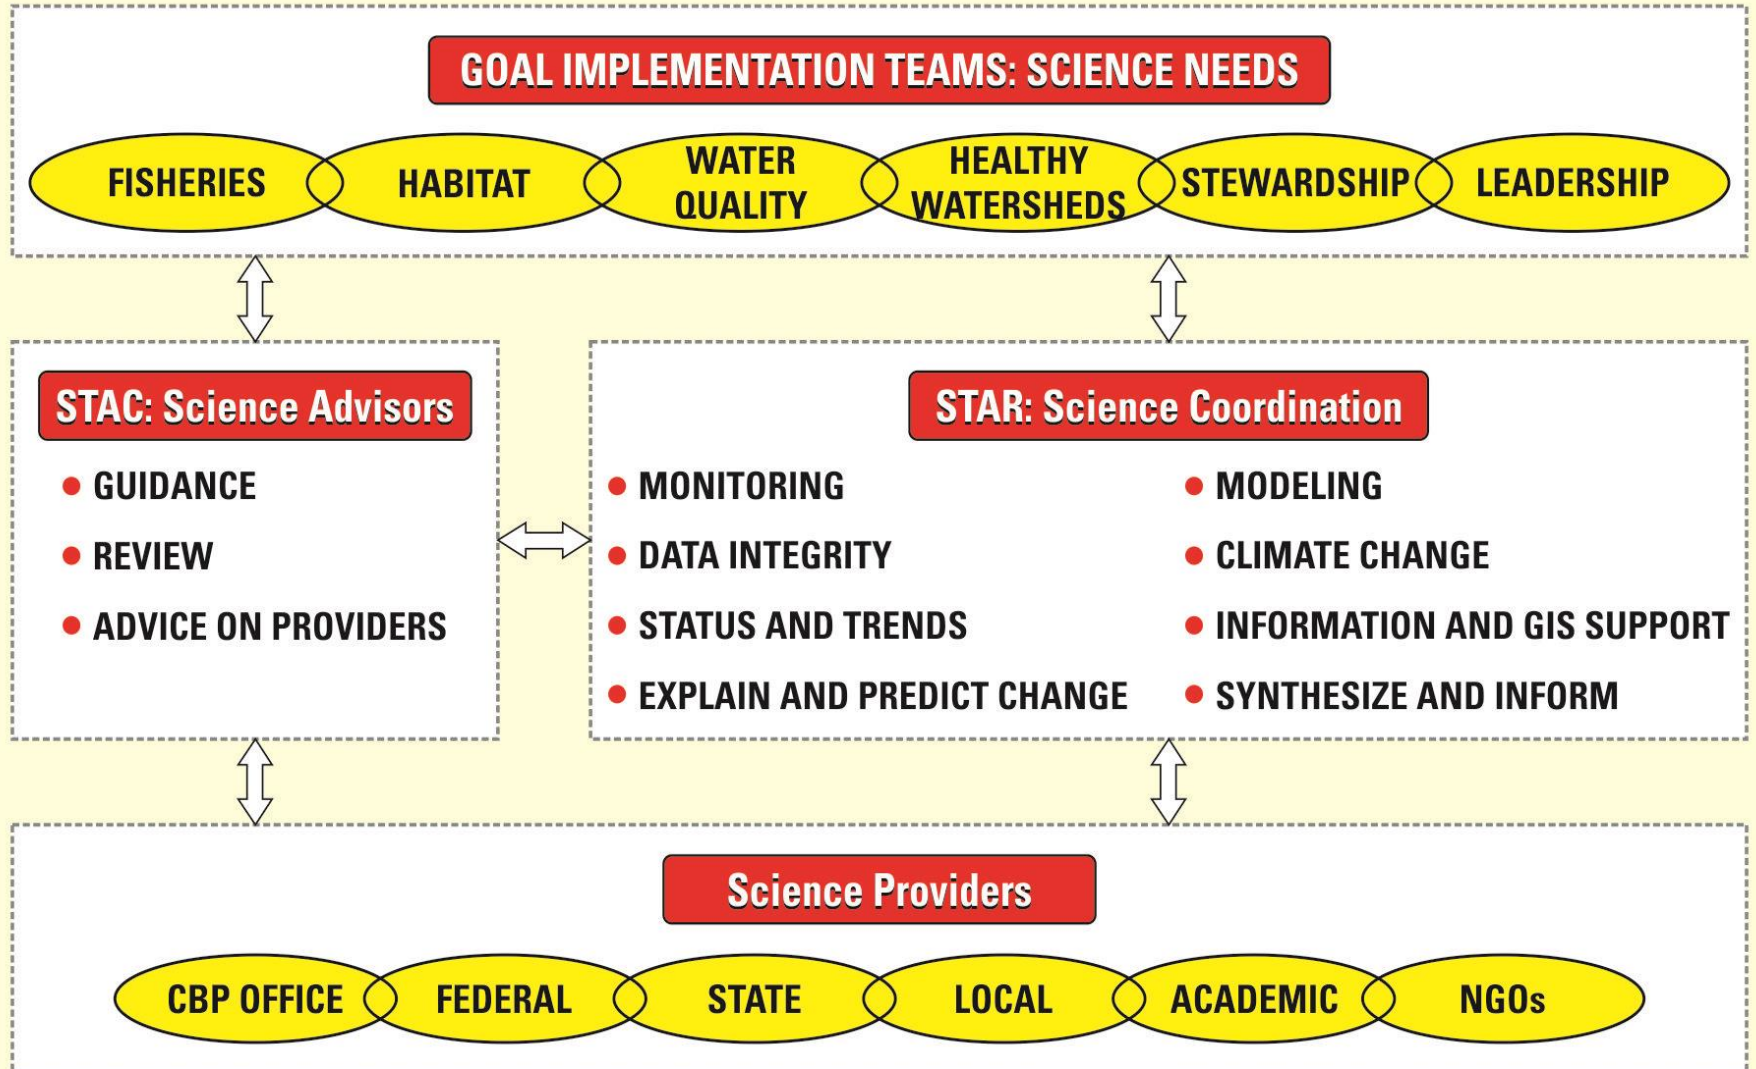 GOAL IMPLEMENTATION TEAMS: SCIENCE NEEDS
FISHERIES
HABITAT
WATER
QUALITY
HEALTHY
WATERSHEDS
STEWARDSHIP
LEADERSHIP
STAC: Science Advisors
GUIDANCE
REVIEW
ADVICE ON PROVIDERS
STAR: Science Coordination
MONITORING
DATA INTEGRITY
STATUS AND TRENDS
EXPLAIN AND PREDICT CHANGE
MODELING
CLIMATE CHANGE
INFORMATION AND GIS SUPPORT
SYNTHESIZE AND INFORM
Science Providers
CBP OFFICE
FEDERAL
STATE
LOCAL
ACADEMIC
NGOs